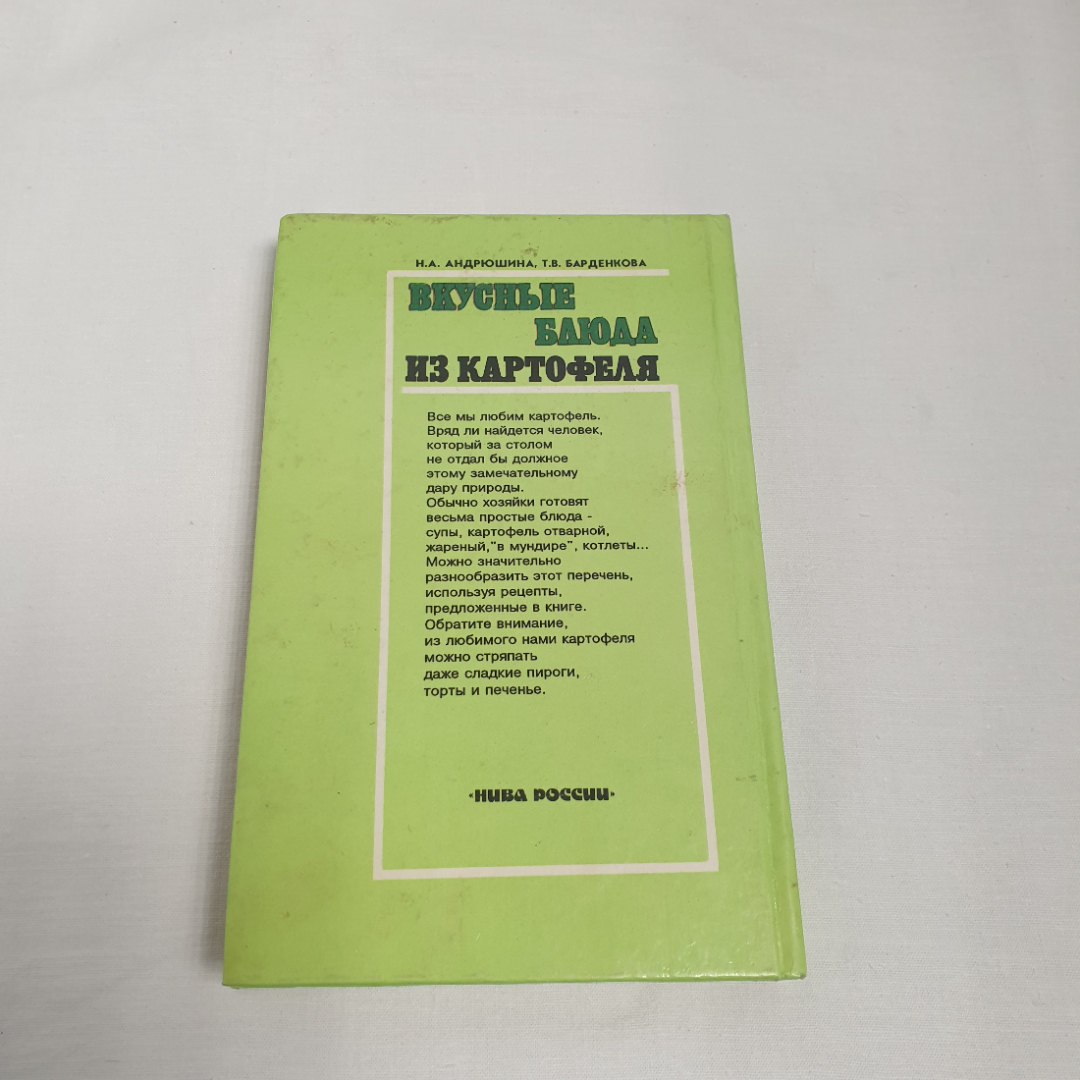 Н.А. АНДРЮШИНА, Т.В. БАРДЕНКОВА
ВКУСНЫЕ
БЛЮДА
ИЗ КАРТОФЕЛЯ
Все мы любим картофель.
Вряд ли найдется человек,
который за столом
не отдал бы должное
этому замечательному
дару природы.
Обычно хозяйки готовят
весьма простые блюда -
супы, картофель отварной,
жареный,"в мундире", котлеты...
Можно значительно
разнообразить этот перечень,
используя рецепты,
предложенные в книге.
Обратите внимание,
из любимого нами картофеля
можно стряпать
даже сладкие пироги,
торты и печенье.
«НИВА РОССИИ»